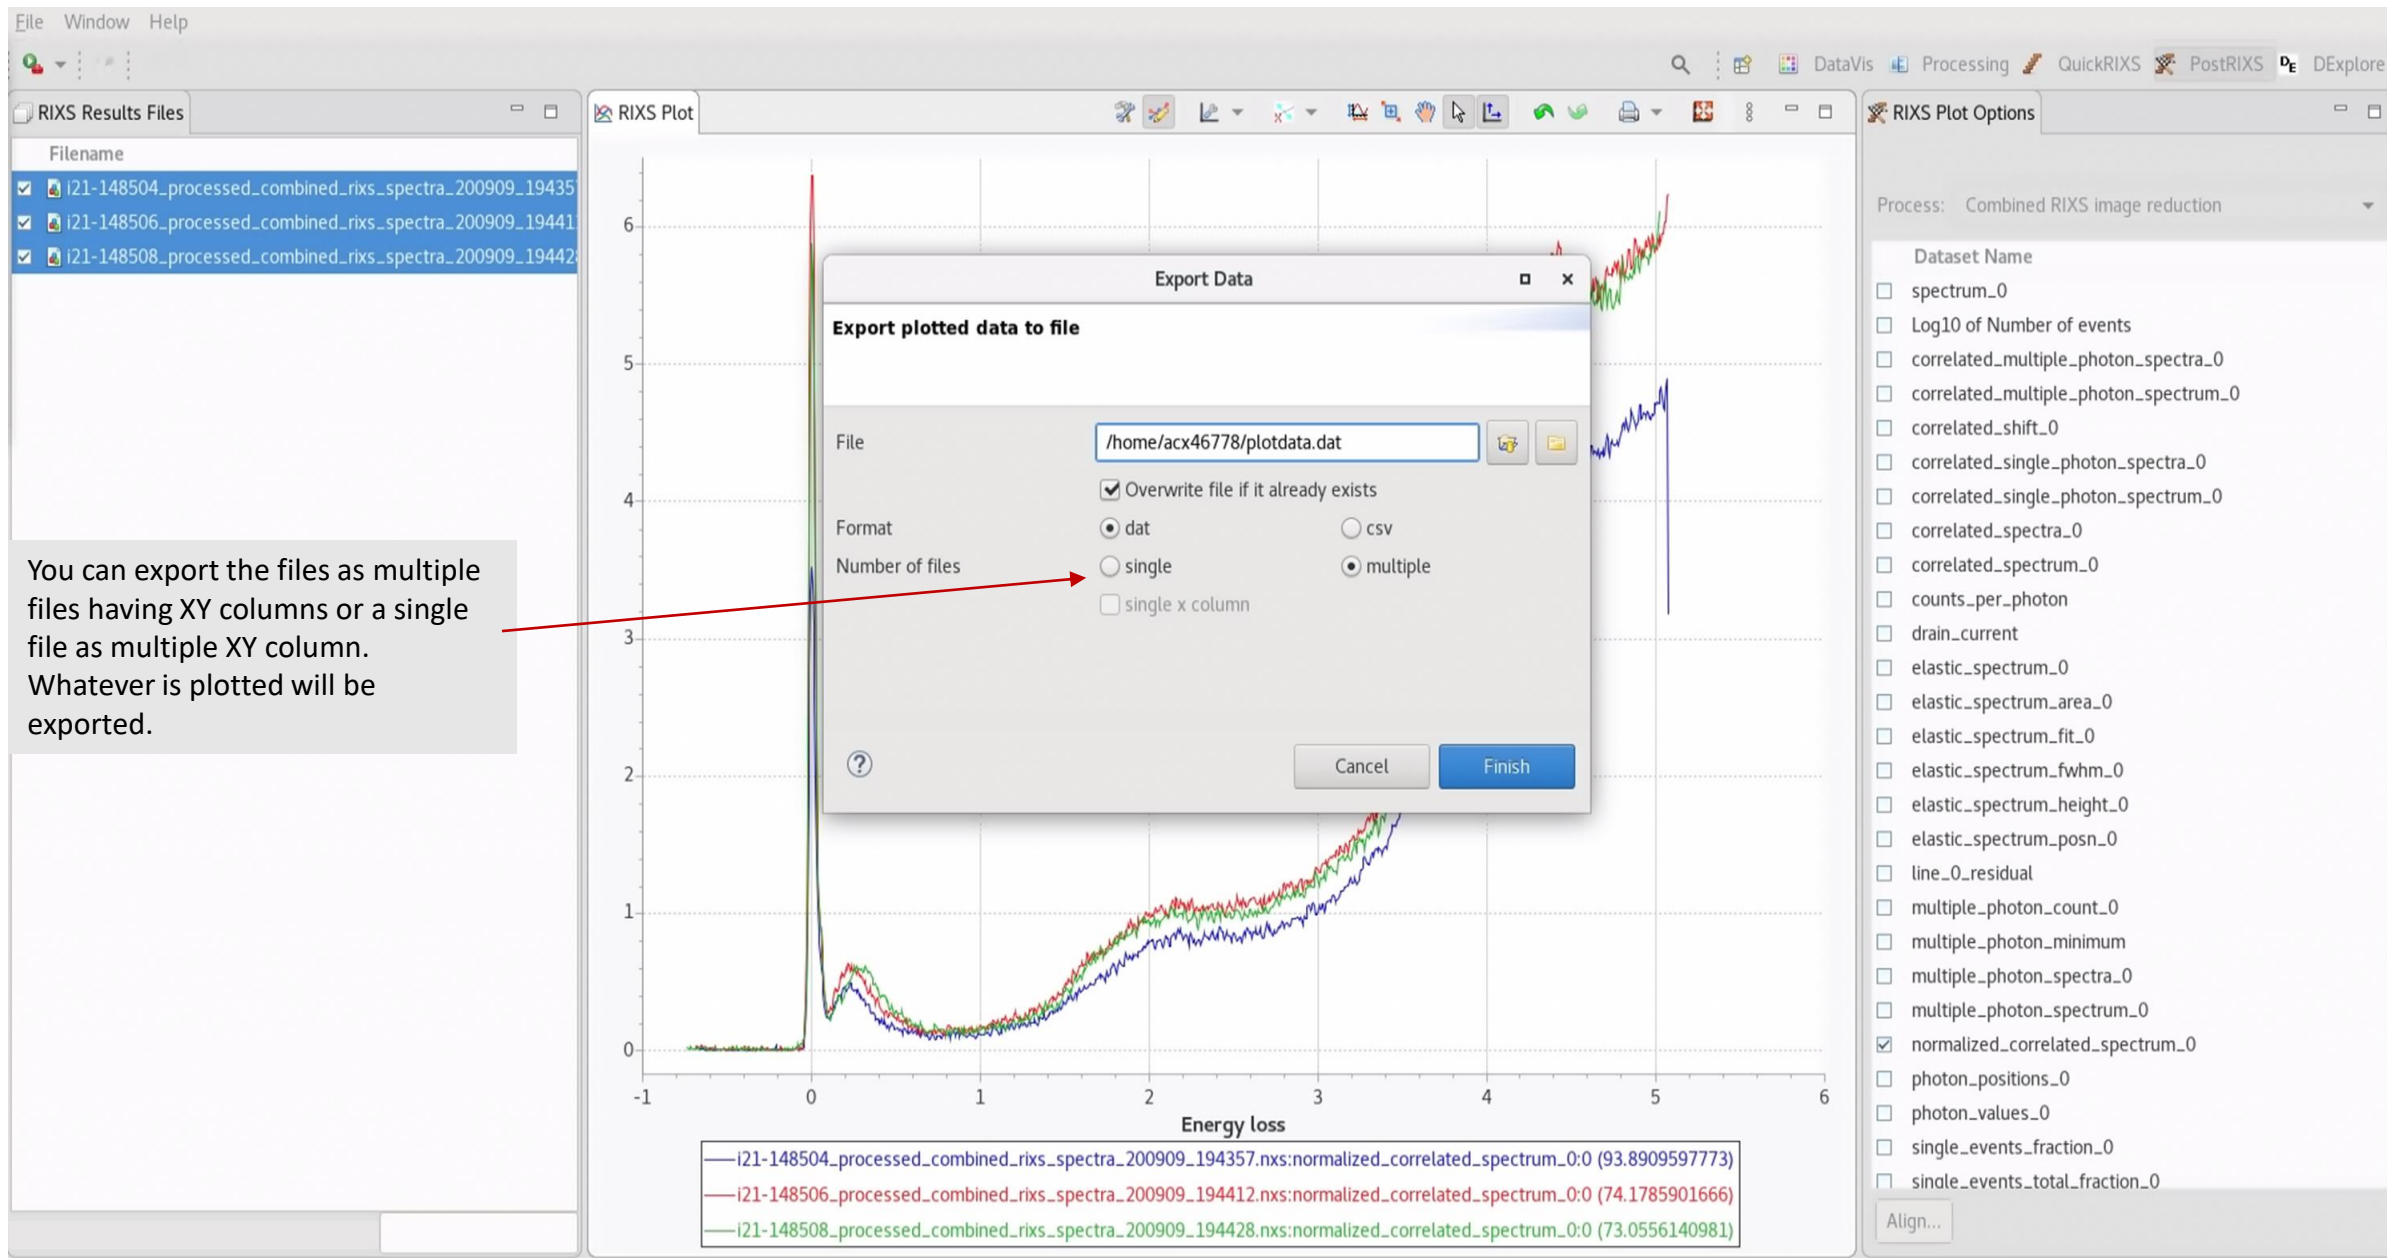 File Window Help
DataVis Processing QuickRIXS PostRIXS DE DExplore
RIXS Results Files
Filename
i21-148504_processed_combined_rixs_spectra_200909_19435
i21-148506_processed_combined_rixs_spectra_200909_19441
i21-148508_processed_combined_rixs_spectra_200909_19442
You can export the files as multiple
files having XY columns or a single
file as multiple XY column.
Whatever is plotted will be
exported.
RIXS Plot
6
5
4
3
2
1
0
-1 0 1 2 3 4 5 6
Energy loss
i21-148504_processed_combined_rixs_spectra_200909_194357.nxs:normalized_correlated_spectrum_0:0 (93.8909597773)
i21-148506_processed_combined_rixs_spectra_200909_194412.nxs:normalized_correlated_spectrum_0:0 (74.1785901666)
i21-148508_processed_combined_rixs_spectra_200909_194428.nxs:normalized_correlated_spectrum_0:0 (73.0556140981)
Export Data
Export plotted data to file
File /home/acx46778/plotdata.dat
Overwrite file if it already exists
Format dat csv
Number of files single multiple
single x column
Cancel Finish
RIXS Plot Options
Process: Combined RIXS image reduction
Dataset Name
spectrum_0
Log10 of Number of events
correlated_multiple_photon_spectra_0
correlated_multiple_photon_spectrum_0
correlated_shift_0
correlated_single_photon_spectra_0
correlated_single_photon_spectrum_0
correlated_spectra_0
correlated_spectrum_0
counts_per_photon
drain_current
elastic_spectrum_0
elastic_spectrum_area_0
elastic_spectrum_fit_0
elastic_spectrum_fwhm_0
elastic_spectrum_height_0
elastic_spectrum_posn_0
line_0_residual
multiple_photon_count_0
multiple_photon_minimum
multiple_photon_spectra_0
multiple_photon_spectrum_0
normalized_correlated_spectrum_0
photon_positions_0
photon_values_0
single_events_fraction_0
single_events_total_fraction_0
Align...